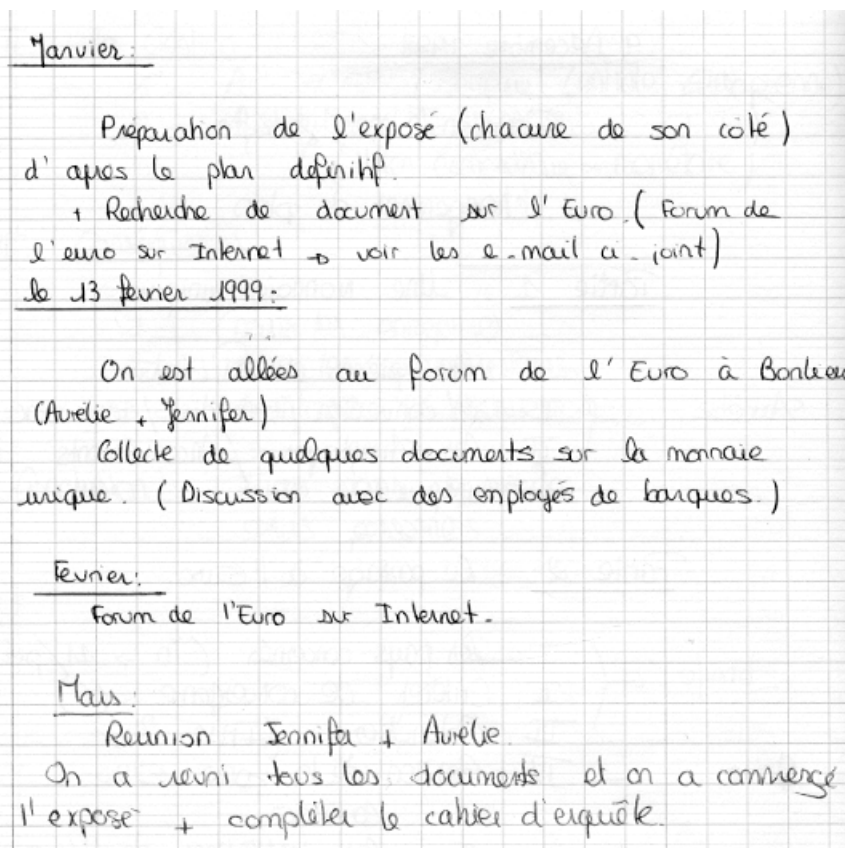 Janvier :
Préparation de l'exposé (chacune de son côté)
d'apres le plan definitif.
+ Recherche de document sur l'Euro. ( Forum de
l'euro sur Internet → voir les e-mail ci-joint)
le 13 fevrier 1999 :
On est allées au forum de l'Euro à
(Aurélie + Jennifer)
Collecte de quelques documents sur la monnaie
unique. ( Discussion avec des employés de banques.)
Fevrier :
Forum de l'Euro sur Internet.
Mars :
Reunion Jennifer + Aurélie.
On a reuni tous les documents et on a commencé
l'exposé + compléter le cahier d'enquête.